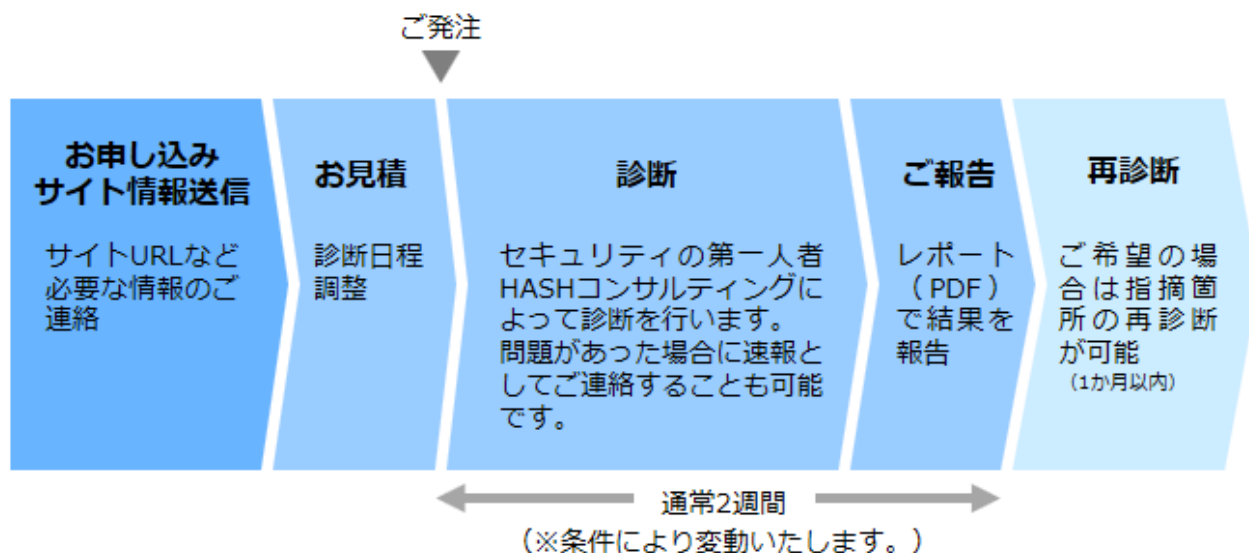 ご発注
お申し込み
サイト情報送信
サイトURLなど
必要な情報のご
連絡
お見積
診断日程
調整
診断
セキュリティの第一人者
HASHコンサルティングに
よって診断を行います。
問題があった場合に速報と
してご連絡することも可能
です。
ご報告
レポート
（PDF）
で結果を
報告
再診断
ご希望の場
合は指摘箇
所の再診断
が可能
（1か月以内）
通常2週間
（※条件により変動いたします。）